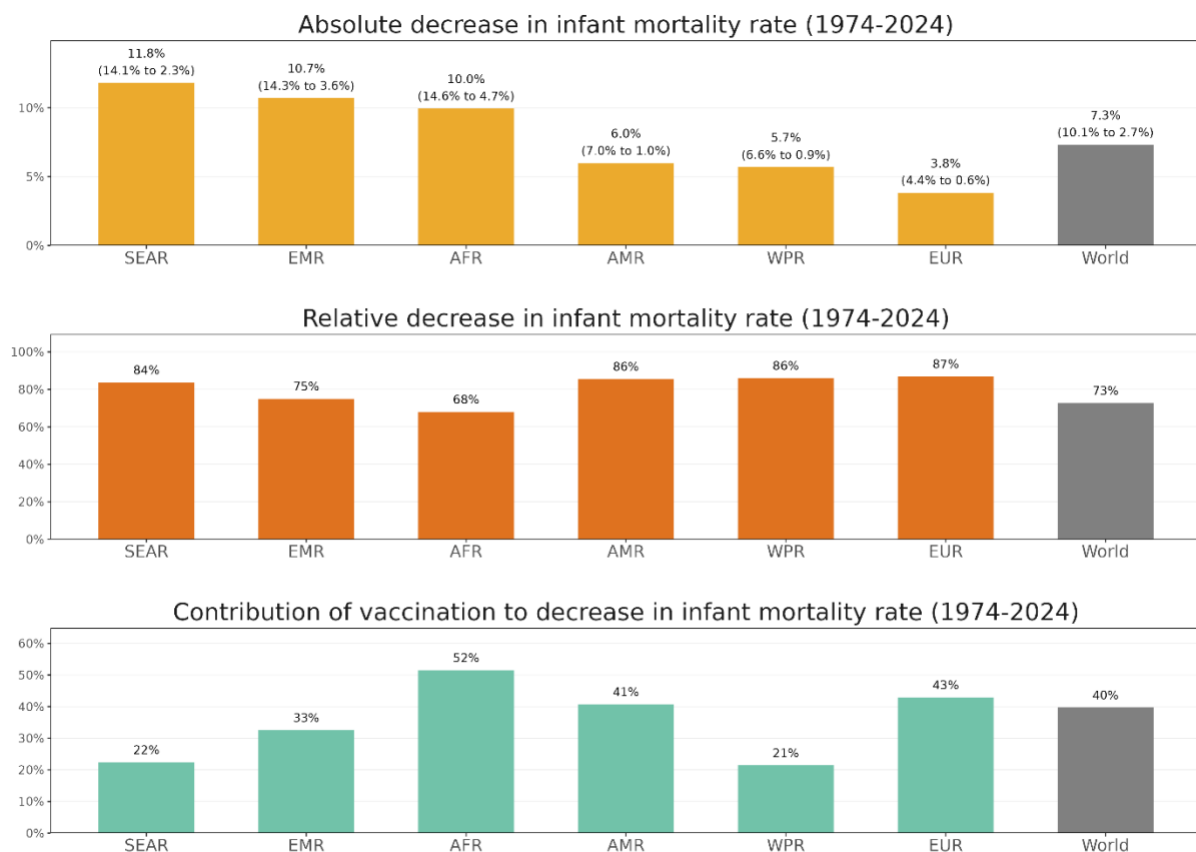 Absolute decrease in infant mortality rate (1974-2024)
11.8%
(14.1% to 2.3%)
10.7%
(14.3% to 3.6%)
10.0%
(14.6% to 4.7%)
6.0%
(7.0% to 1.0%)
5.7%
(6.6% to 0.9%)
3.8%
(4.4% to 0.6%)
7.3%
(10.1% to 2.7%)
10%
5%
0%
SEAR EMR AFR AMR WPR EUR World
Relative decrease in infant mortality rate (1974-2024)
100%
80%
60%
40%
20%
0%
84% 75% 68% 86% 86% 87% 73%
SEAR EMR AFR AMR WPR EUR World
Contribution of vaccination to decrease in infant mortality rate (1974-2024)
60%
50%
40%
30%
20%
10%
0%
22% 33% 52% 41% 21% 43% 40%
SEAR EMR AFR AMR WPR EUR World